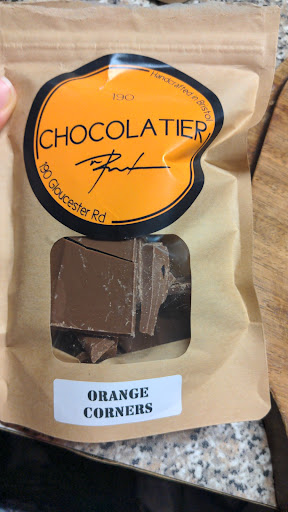 190
Handcrafted in Bristol
CHOCOLATIER
190 Gloucester Rd
ORANGE
CORNERS